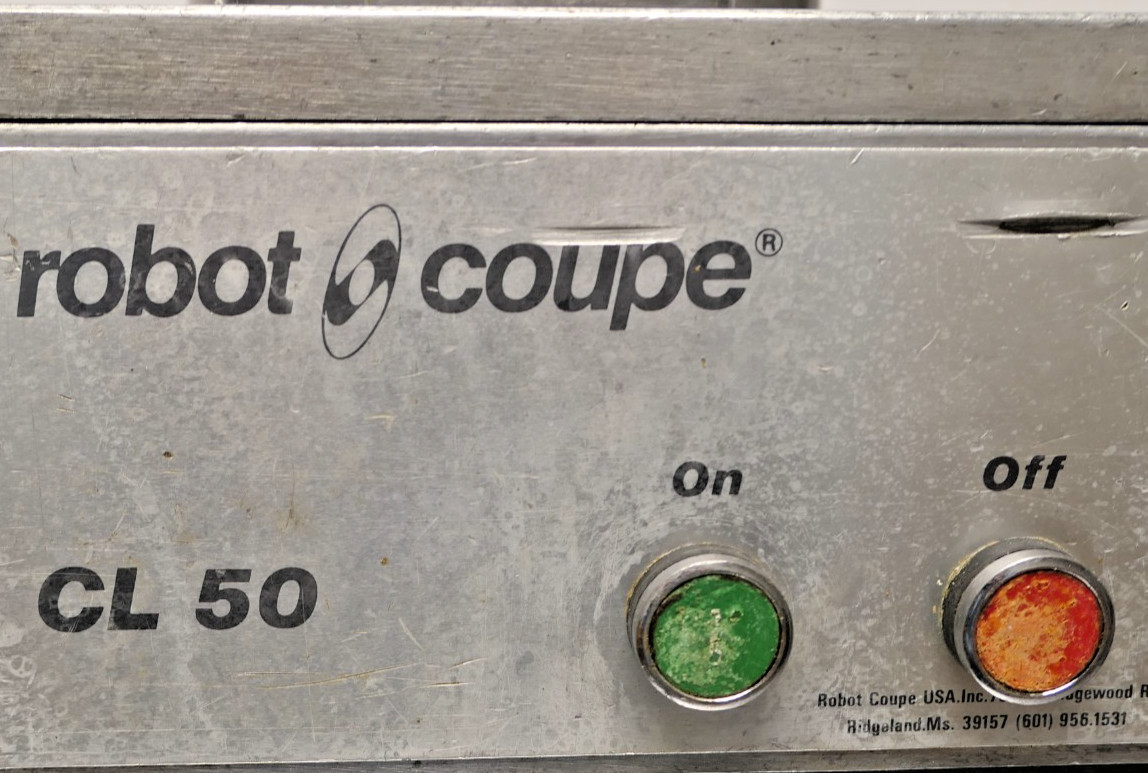 robot coupe®
On Off
CL 50
Robot Coupe USA.Inc.
Ridgeland.Ms. 39157 (601) 956.1531